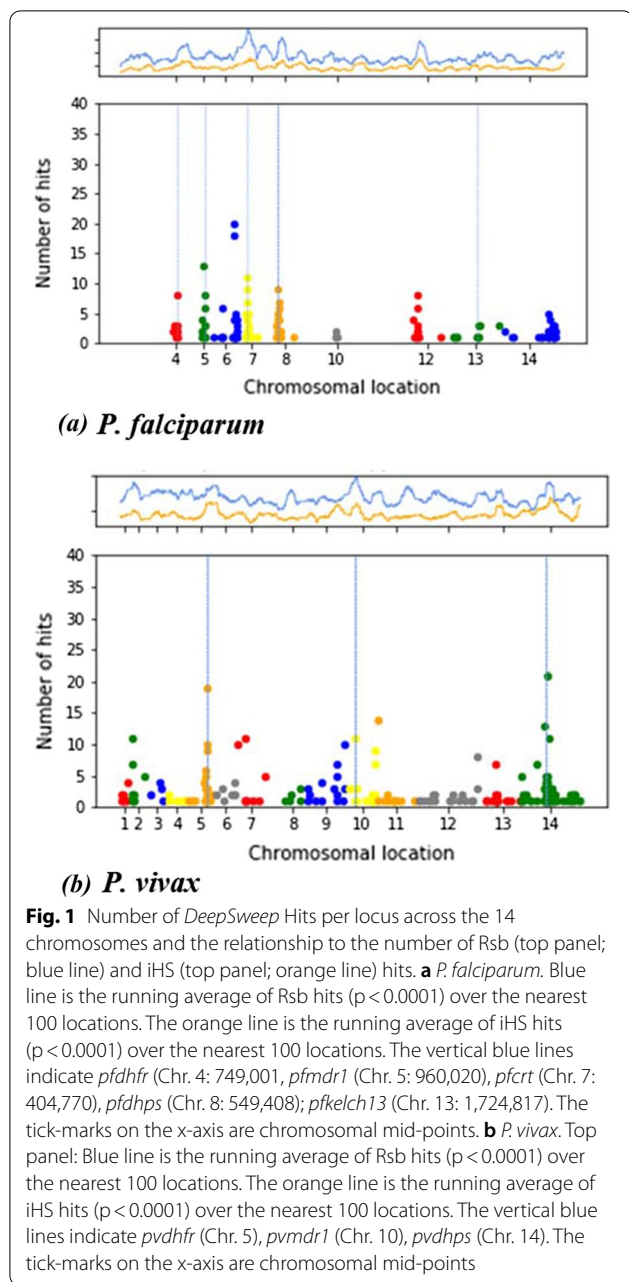 40
35
30
25
20
15
10
5
0
Number of hits
4 5 6 7 8 10 12 13 14
Chromosomal location
(a) P. falciparum
40
35
30
25
20
15
10
5
0
Number of hits
1 2 3 4 5 6 7 8 9 10 11 12 13 14
Chromosomal location
(b) P. vivax
Fig. 1 Number of DeepSweep Hits per locus across the 14
chromosomes and the relationship to the number of Rsb (top panel;
blue line) and iHS (top panel; orange line) hits. a P. falciparum. Blue
line is the running average of Rsb hits (p < 0.0001) over the nearest
100 locations. The orange line is the running average of iHS hits
(p < 0.0001) over the nearest 100 locations. The vertical blue lines
indicate pfdhfr (Chr. 4: 749,001, pfmdr1 (Chr. 5: 960,020), pfcrt (Chr. 7:
404,770), pfdhps (Chr. 8: 549,408); pfkelch13 (Chr. 13: 1,724,817). The
tick-marks on the x-axis are chromosomal mid-points. b P. vivax. Top
panel: Blue line is the running average of Rsb hits (p < 0.0001) over
the nearest 100 locations. The orange line is the running average of
iHS hits (p < 0.0001) over the nearest 100 locations. The vertical blue
lines indicate pvdhfr (Chr. 5), pvmdr1 (Chr. 10), pvdhps (Chr. 14). The
tick-marks on the x-axis are chromosomal mid-points